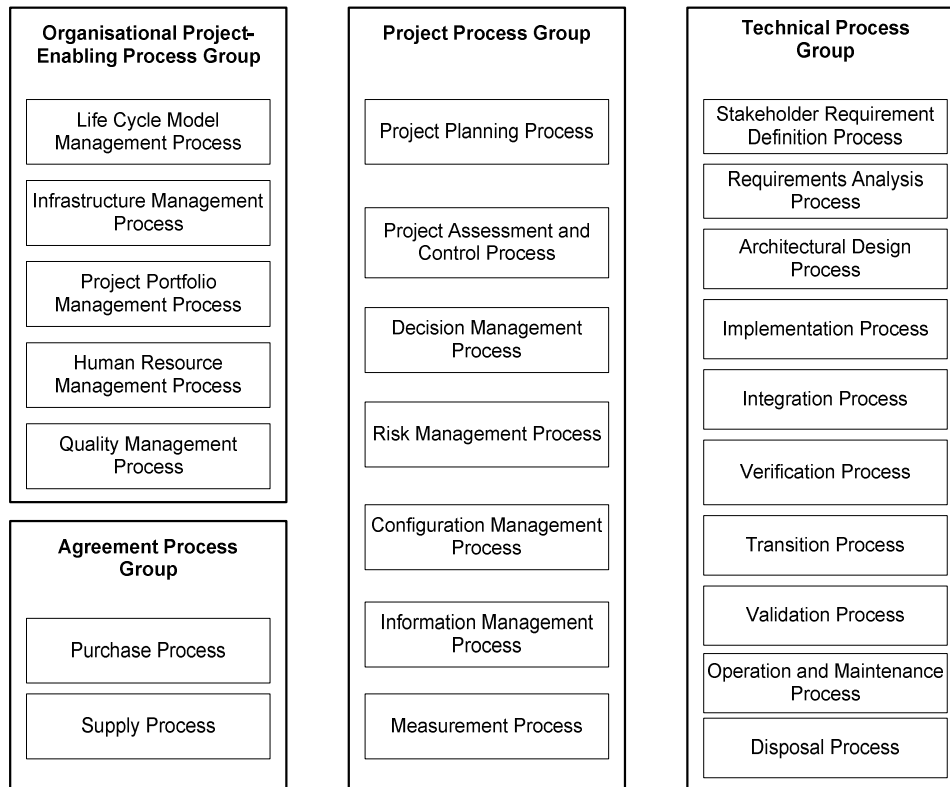 Organisational Project-
Enabling Process Group
Life Cycle Model
Management Process
Infrastructure Management
Process
Project Portfolio
Management Process
Human Resource
Management Process
Quality Management
Process
Agreement Process
Group
Purchase Process
Supply Process
Project Process Group
Project Planning Process
Project Assessment and
Control Process
Decision Management
Process
Risk Management Process
Configuration Management
Process
Information Management
Process
Measurement Process
Technical Process
Group
Stakeholder Requirement
Definition Process
Requirements Analysis
Process
Architectural Design
Process
Implementation Process
Integration Process
Verification Process
Transition Process
Validation Process
Operation and Maintenance
Process
Disposal Process